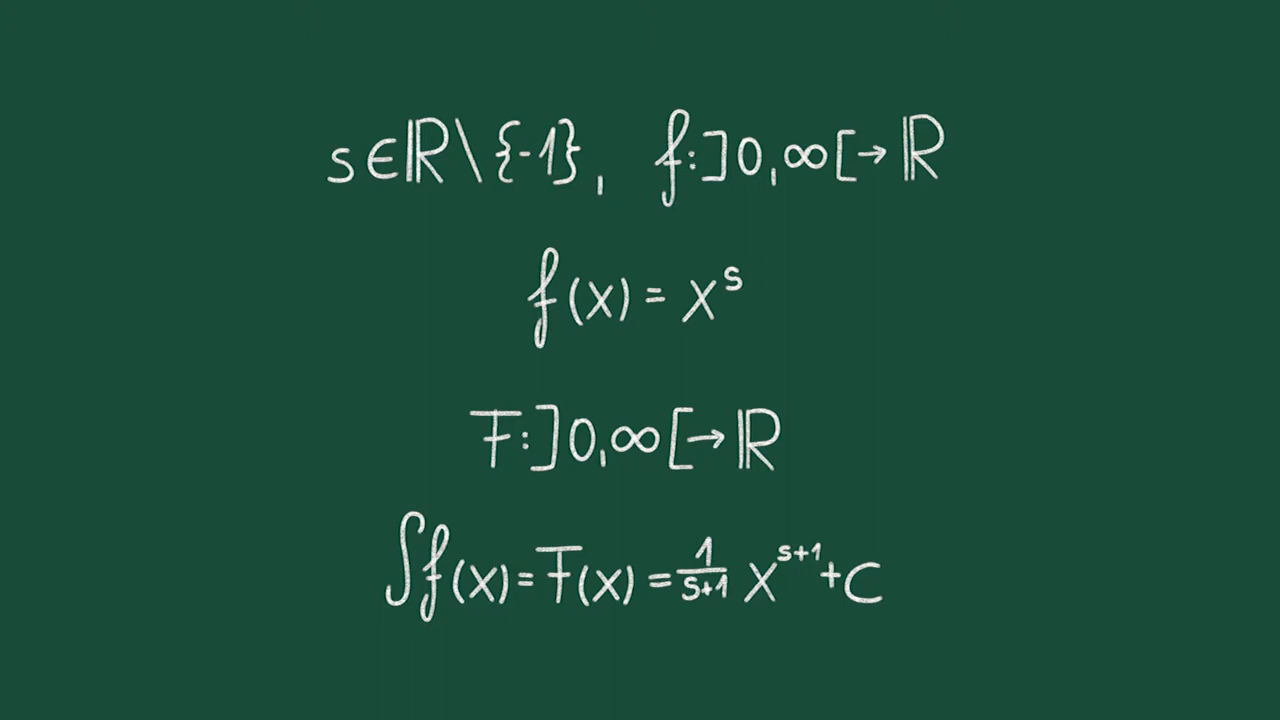 s∈ℝ\{-1}, f:]0,∞[→ℝ
f(x)=x^s
F:]0,∞[→ℝ
∫f(x)=F(x)=1/(s+1) x^(s+1)+C